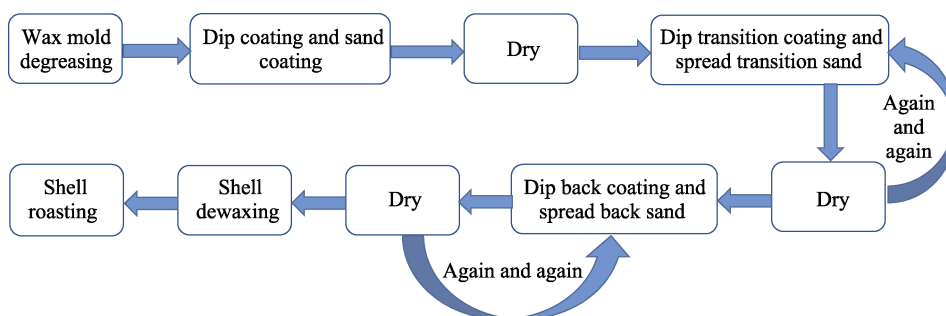 Wax mold
degreasing
Dip coating and sand
coating
Dry
Dip transition coating and
spread transition sand
Again
and
again
Dry
Dip back coating and
spread back sand
Dry
Shell
dewaxing
Shell
roasting
Again and again